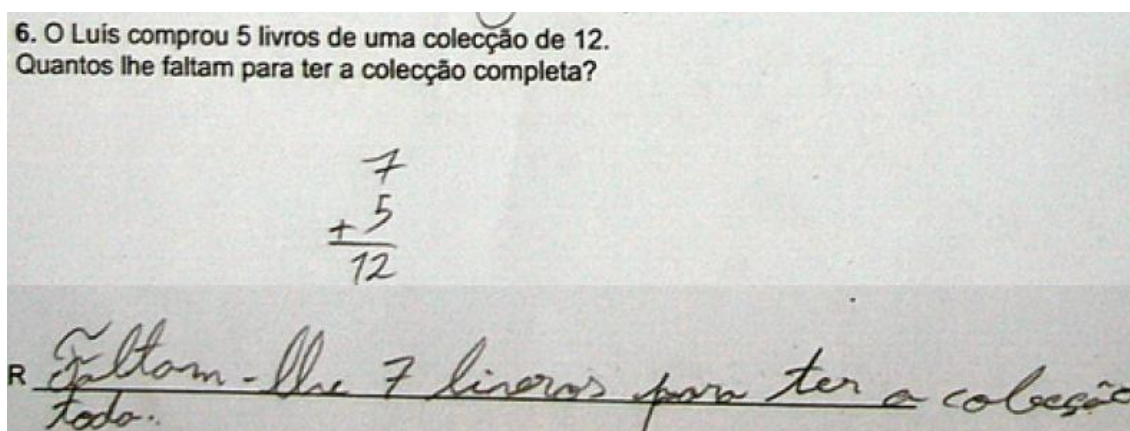 6. O Luís comprou 5 livros de uma colecção de 12.
Quantos lhe faltam para ter a colecção completa?
7
+ 5
12
R Faltam-lhe 7 livros para ter a coleção
toda.